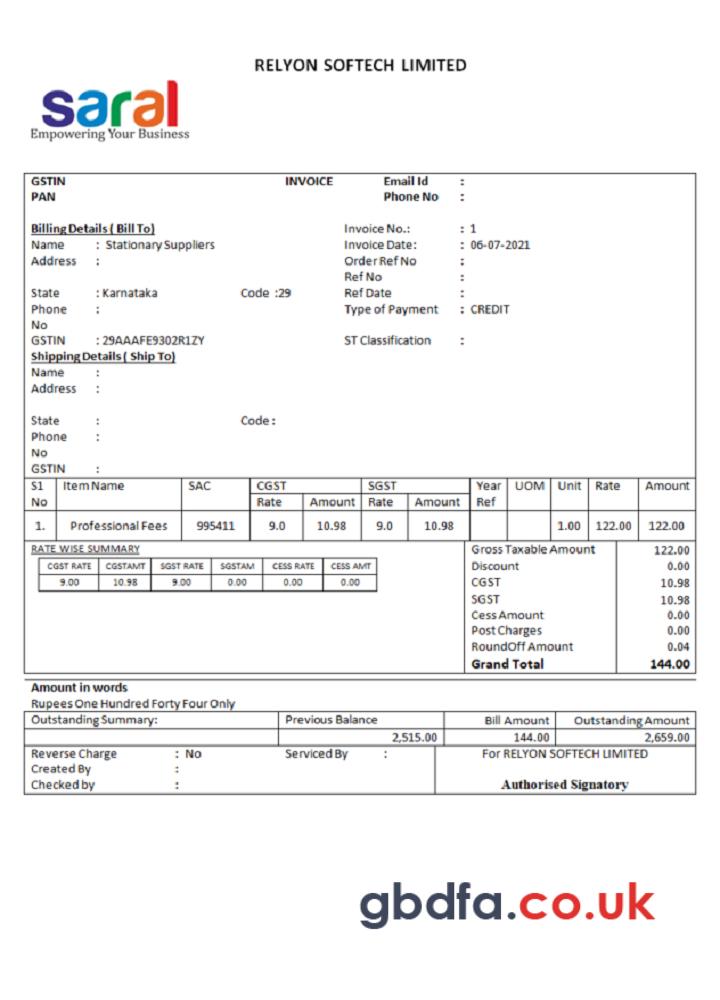 RELYON SOFTECH LIMITED
saral
Empowering Your Business
GSTIN INVOICE Email Id :
PAN Phone No :
Billing Details ( Bill To) Invoice No.: : 1
Name : Stationary Suppliers Invoice Date: : 06-07-2021
Address : Order Ref No :
Ref No :
State : Karnataka Code :29 Ref Date :
Phone : Type of Payment : CREDIT
No
GSTIN : 29AAAFE9302R1ZY ST Classification :
Shipping Details ( Ship To)
Name :
Address :
State : Code :
Phone :
No
GSTIN :
S1 Item Name SAC CGST SGST Year UOM Unit Rate Amount
No Rate Amount Rate Amount Ref
1. Professional Fees 995411 9.0 10.98 9.0 10.98 1.00 122.00 122.00
RATE WISE SUMMARY Gross Taxable Amount 122.00
CGST RATE CGSTAMT SGST RATE SGSTAM CESS RATE CESS AMT Discount 0.00
9.00 10.98 9.00 0.00 0.00 0.00 CGST 10.98
SGST 10.98
Cess Amount 0.00
Post Charges 0.00
RoundOff Amount 0.04
Grand Total 144.00
Amount in words
Rupees One Hundred Forty Four Only
Outstanding Summary: Previous Balance Bill Amount Outstanding Amount
2,515.00 144.00 2,659.00
Reverse Charge : No Serviced By : For RELYON SOFTECH LIMITED
Created By :
Checked by : Authorised Signatory
gbdfa.co.uk